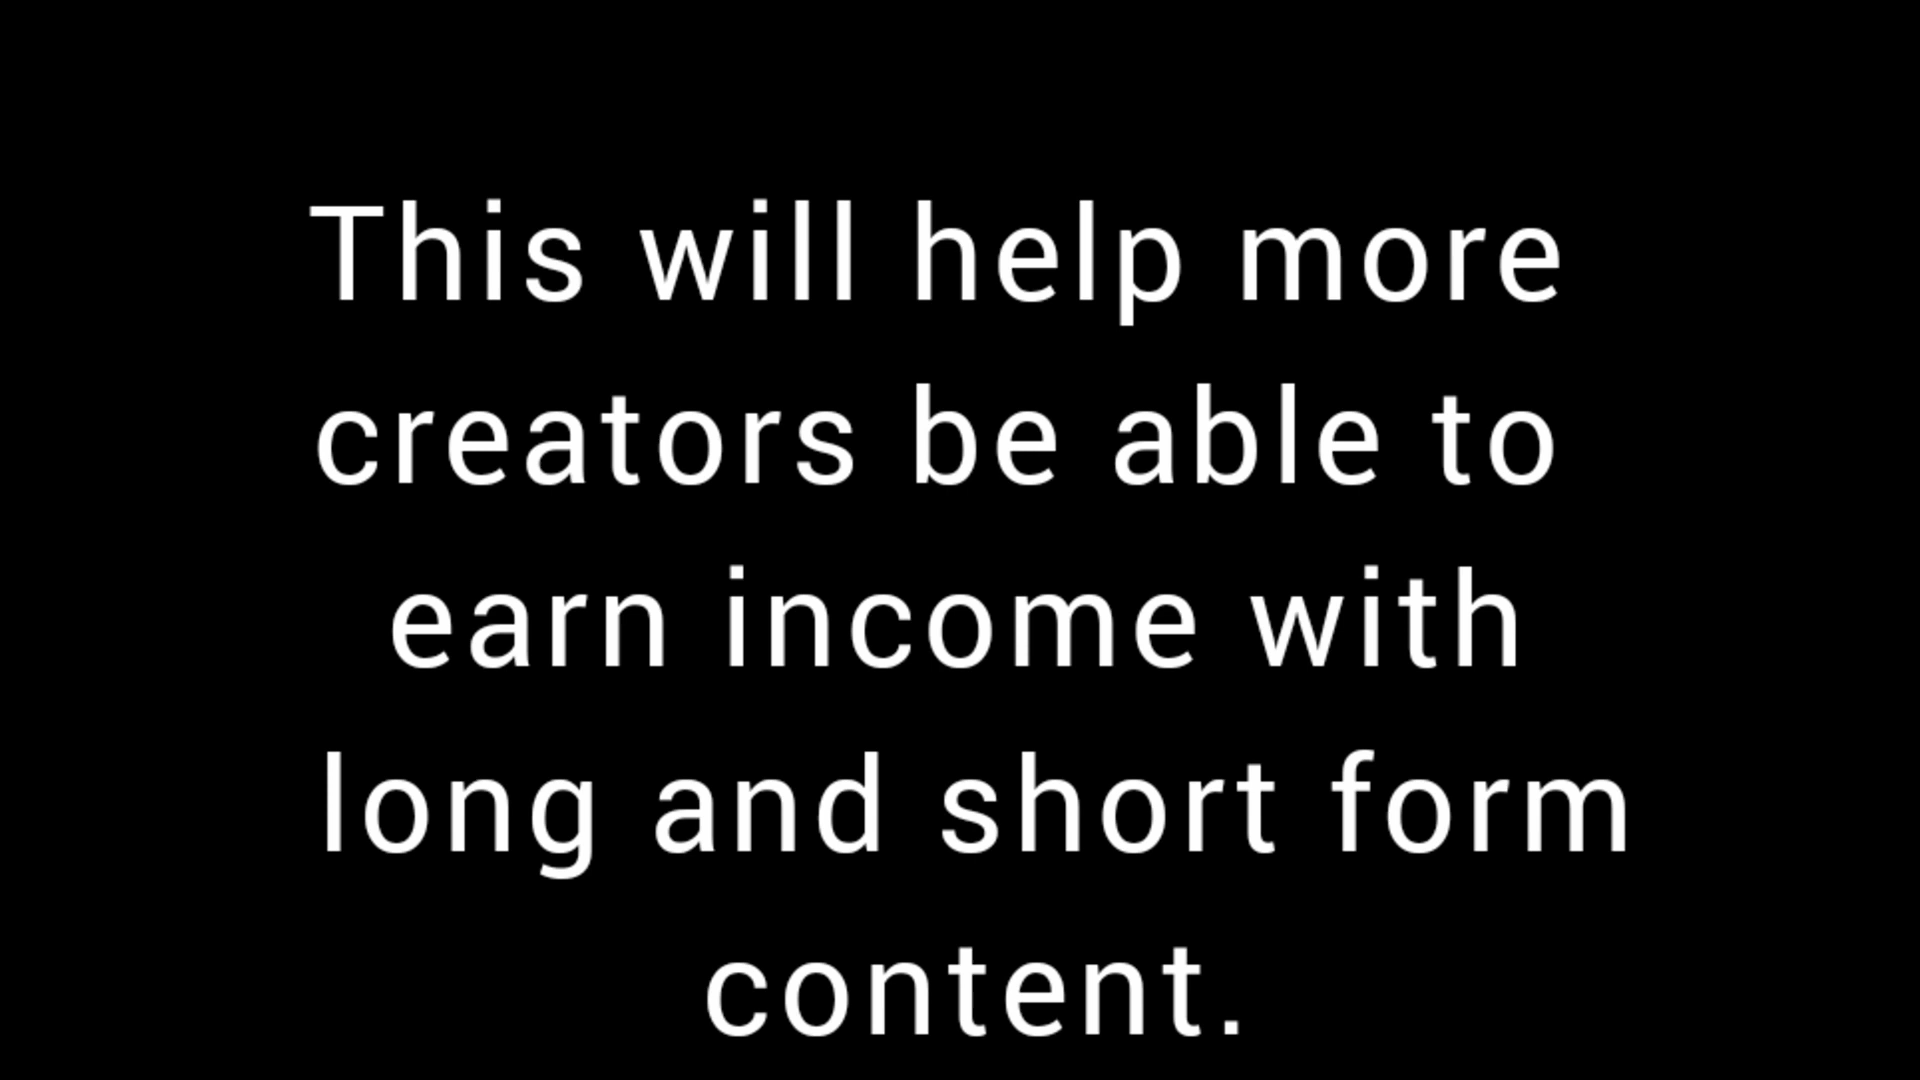 This will help more
creators be able to
earn income with
long and short form
content.